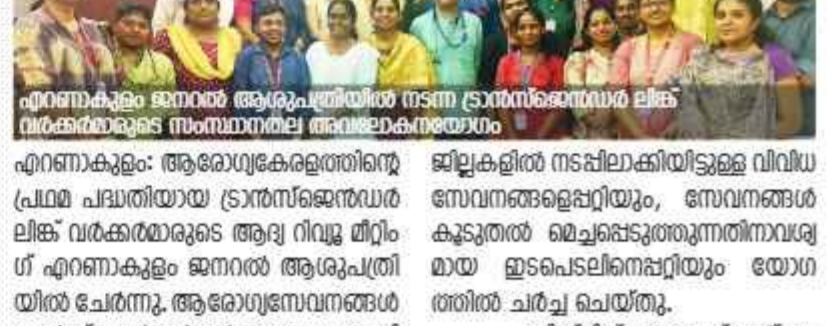 എറണാകുളം ജനറൽ ആശുപത്രിയിൽ നടന്ന ട്രാൻസ്ജെൻഡർ ലിങ്ക്
വർക്കർമാരുടെ സംസ്ഥാനതല അവലോകനയോഗം
എറണാകുളം: ആരോഗ്യകേരളത്തിന്റെ
പ്രഥമ പദ്ധതിയായ ട്രാൻസ്ജെൻഡർ
ലിങ്ക് വർക്കർമാരുടെ ആദ്യ റിവ്യൂ മീറ്റിം
ഗ് എറണാകുളം ജനറൽ ആശുപത്രി
യിൽ ചേർന്നു. ആരോഗ്യസേവനങ്ങൾ
ജില്ലകളിൽ നടപ്പിലാക്കിയിട്ടുള്ള വിവിധ
സേവനങ്ങളെപ്പറ്റിയും, സേവനങ്ങൾ
കൂടുതൽ മെച്ചപ്പെടുത്തുന്നതിനാവശ്യ
മായ ഇടപെടലിനെപ്പറ്റിയും യോഗ
ത്തിൽ ചർച്ച ചെയ്തു.